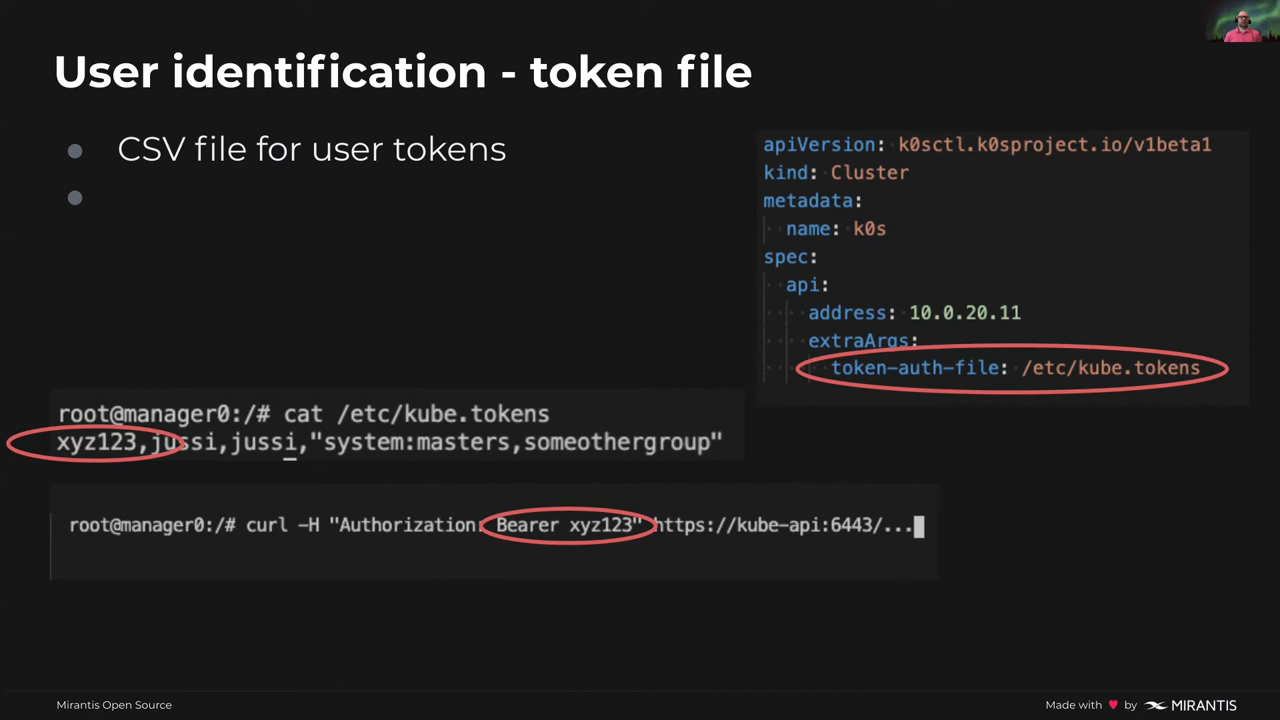 User identification - token file
CSV file for user tokens
apiVersion: k0sctl.k0sproject.io/v1beta1
kind: Cluster
metadata:
name: k0s
spec:
api:
address: 10.0.20.11
extraArgs:
token-auth-file: /etc/kube.tokens
root@manager0:/# cat /etc/kube.tokens
xyz123,jussi,jussi,"system:masters,someothergroup"
root@manager0:/# curl -H "Authorization: Bearer xyz123" https://kube-api:6443/...
Mirantis Open Source
Made with ♥ by MIRANTIS